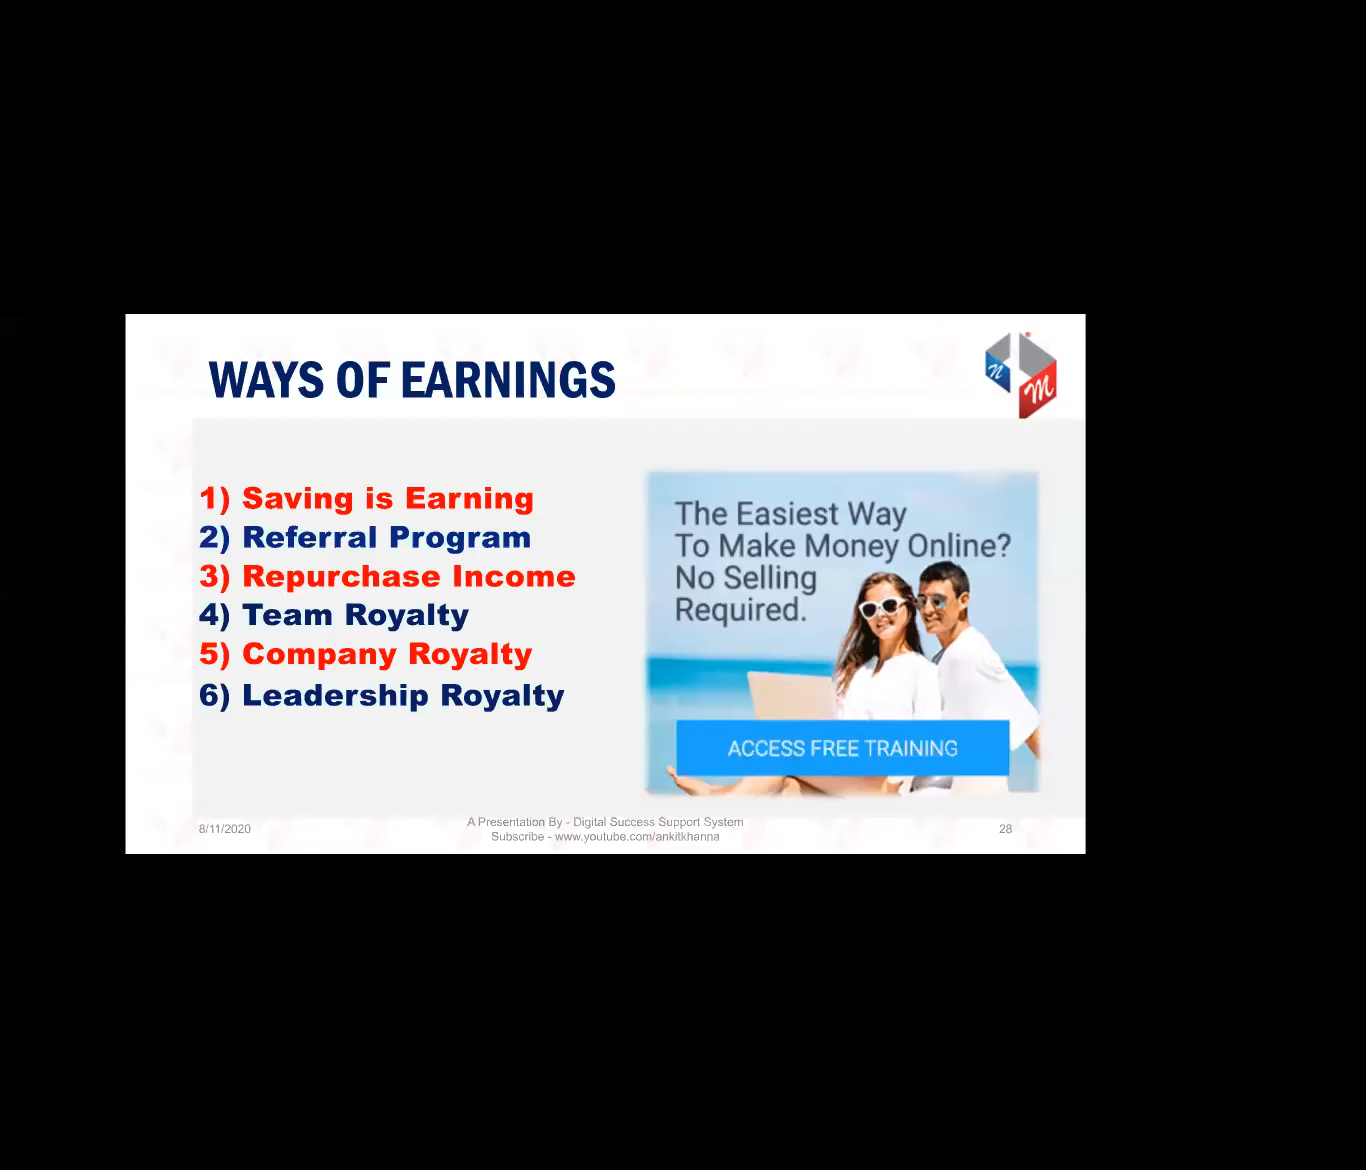 WAYS OF EARNINGS
n
m
1) Saving is Earning
2) Referral Program
3) Repurchase Income
4) Team Royalty
5) Company Royalty
6) Leadership Royalty
The Easiest Way
To Make Money Online?
No Selling
Required.
ACCESS FREE TRAINING
8/11/2020
A Presentation By - Digital Success Support System
Subscribe - www.youtube.com/ankitkhanna
28